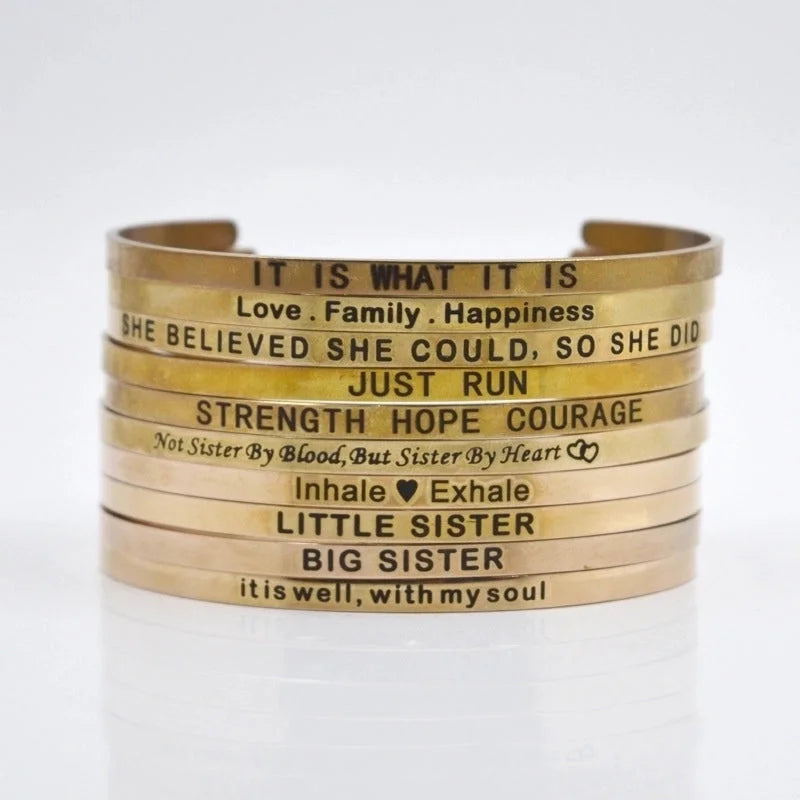 IT IS WHAT IT IS
Love . Family . Happiness
SHE BELIEVED SHE COULD, SO SHE DID
JUST RUN
STRENGTH HOPE COURAGE
Not Sister By Blood, But Sister By Heart
Inhale ♥ Exhale
LITTLE SISTER
BIG SISTER
it is well, with my soul